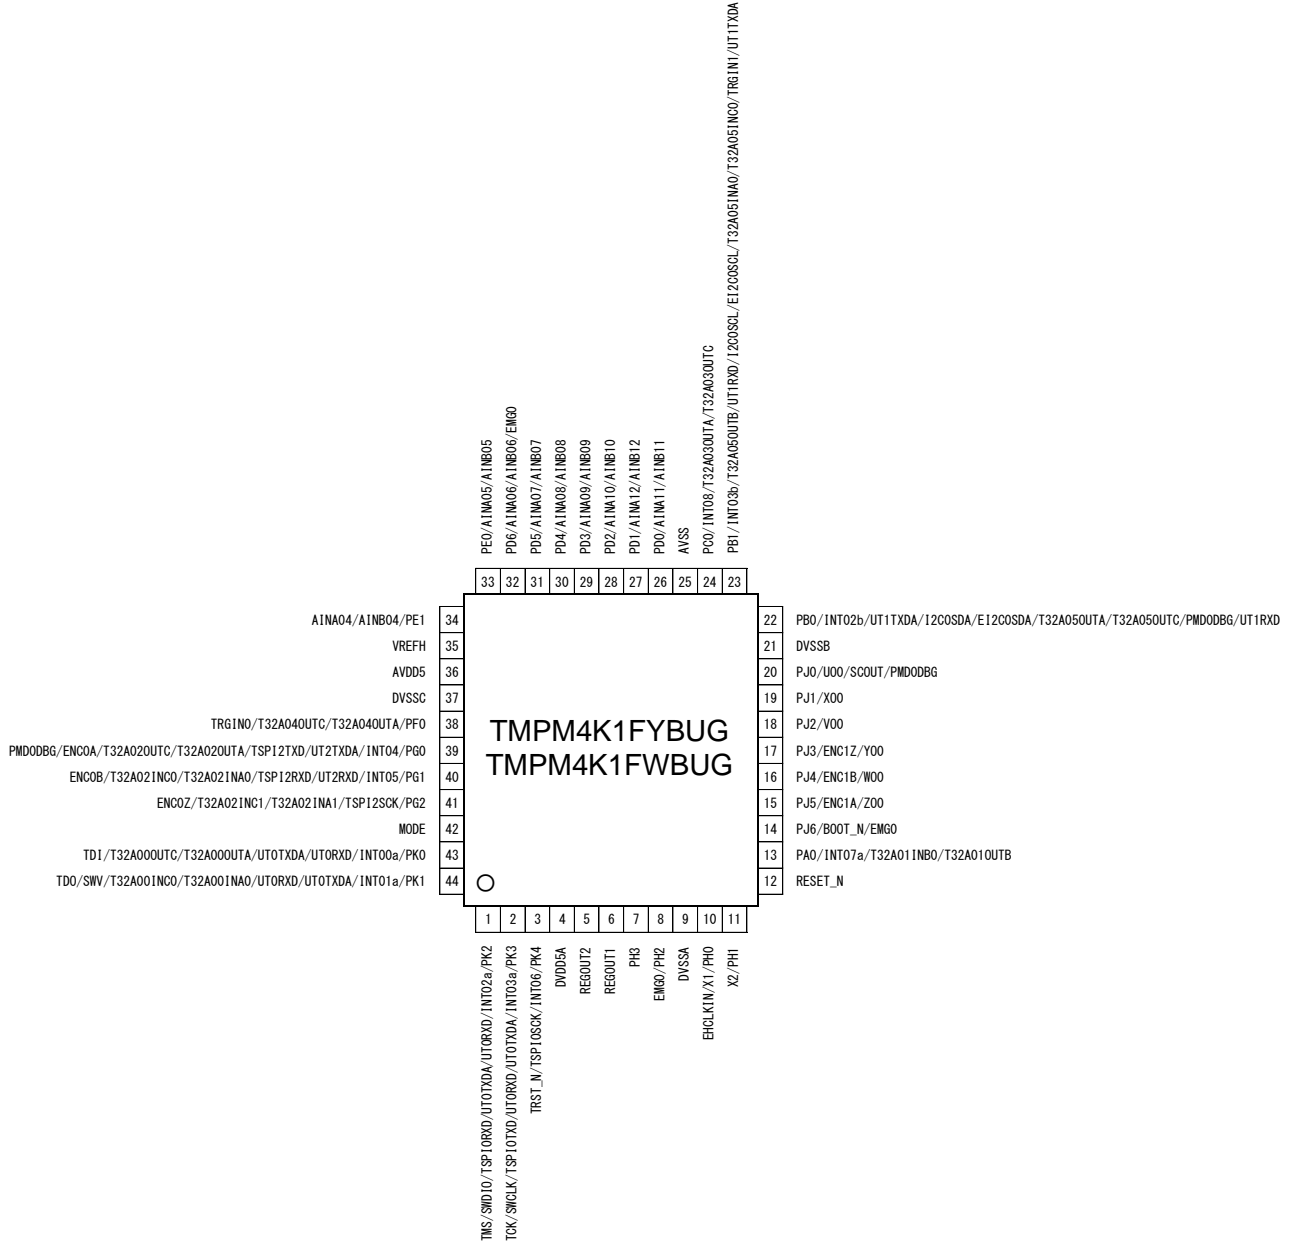 PE0/AINA05/AINB05
PD6/AINA06/AINB06/EMG0
PD5/AINA07/AINB07
PD4/AINA08/AINB08
PD3/AINA09/AINB09
PD2/AINA10/AINB10
PD1/AINA12/AINB12
PD0/AINA11/AINB11
AVSS
PC0/INT08/T32A03OUTA/T32A03OUTC
PB1/INT03b/T32A05OUTB/UT1RXD/I2C0SCL/EI2C0SCL/T32A05INA0/T32A05INC0/TRGIN1/UT1TXDA
33 32 31 30 29 28 27 26 25 24 23
AINA04/AINB04/PE1 34
VREFH 35
AVDD5 36
DVSSC 37
TRGIN0/T32A04OUTC/T32A04OUTA/PF0 38
PMD0DBG/ENC0A/T32A02OUTC/T32A02OUTA/TSPI2TXD/UT2TXDA/INT04/PG0 39
ENC0B/T32A02INC0/T32A02INA0/TSPI2RXD/UT2RXD/INT05/PG1 40
ENC0Z/T32A02INC1/T32A02INA1/TSPI2SCK/PG2 41
MODE 42
TDI/T32A00OUTC/T32A00OUTA/UT0TXDA/UT0RXD/INT00a/PK0 43
TDO/SWV/T32A00INC0/T32A00INA0/UT0RXD/UT0TXDA/INT01a/PK1 44
TMPM4K1FYBUG
TMPM4K1FWBUG
22 PB0/INT02b/UT1TXDA/I2C0SDA/EI2C0SDA/T32A05OUTA/T32A05OUTC/PMD0DBG/UT1RXD
21 DVSSB
20 PJ0/UO0/SCOUT/PMD0DBG
19 PJ1/XO0
18 PJ2/VO0
17 PJ3/ENC1Z/YO0
16 PJ4/ENC1B/WO0
15 PJ5/ENC1A/ZO0
14 PJ6/BOOT_N/EMG0
13 PA0/INT07a/T32A01INB0/T32A01OUTB
12 RESET_N
1 2 3 4 5 6 7 8 9 10 11
TMS/SWDIO/TSPI0RXD/UT0TXDA/UT0RXD/INT02a/PK2
TCK/SWCLK/TSPI0TXD/UT0RXD/UT0TXDA/INT03a/PK3
TRST_N/TSPI0SCK/INT06/PK4
DVDD5A
REGOUT2
REGOUT1
PH3
EMG0/PH2
DVSSA
EHCLKIN/X1/PH0
X2/PH1